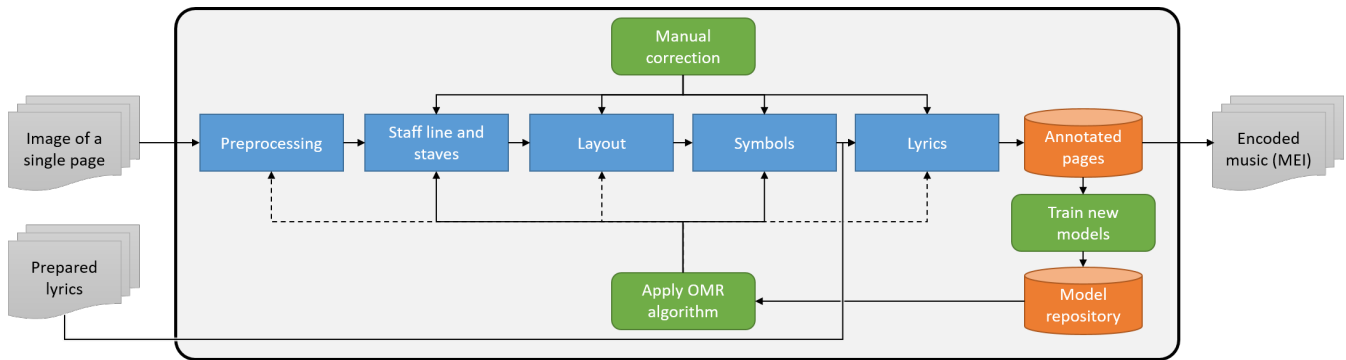 Manual
correction
Image of a
single page
Preprocessing
Staff line and
staves
Layout
Symbols
Lyrics
Annotated
pages
Encoded
music (MEI)
Train new
models
Prepared
lyrics
Apply OMR
algorithm
Model
repository